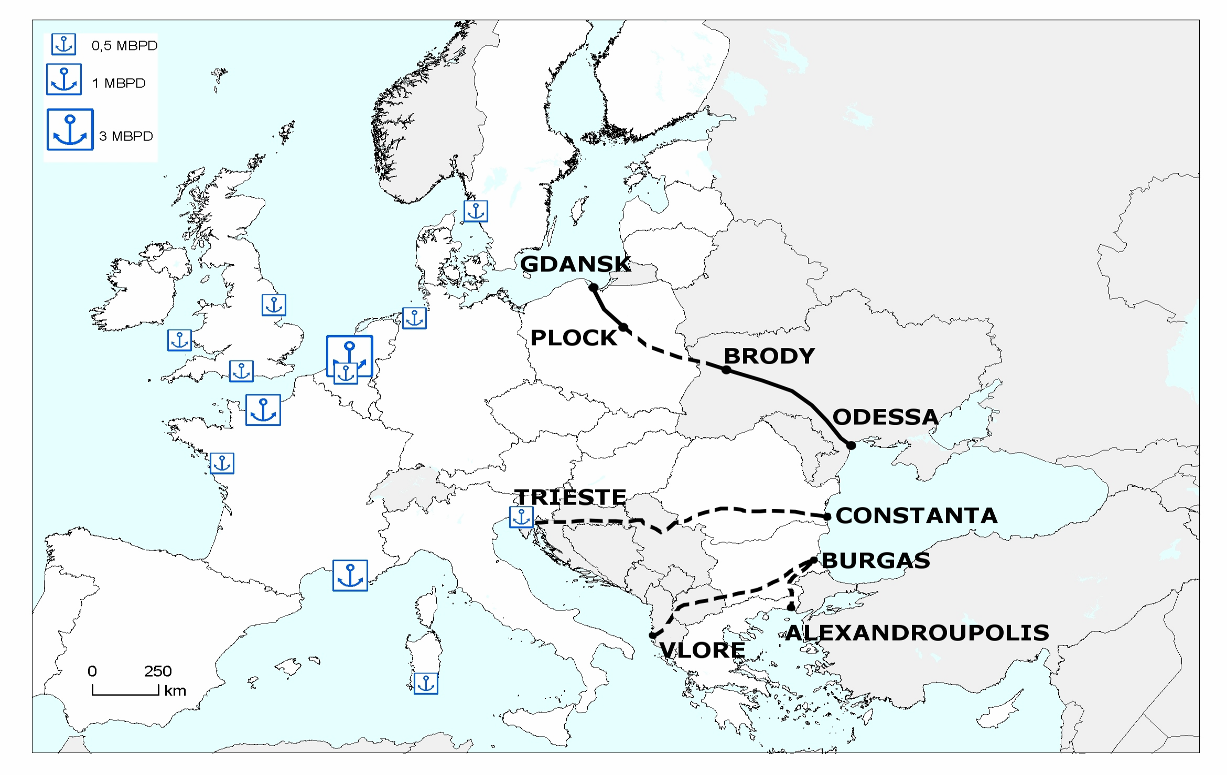 0,5 MBPD
1 MBPD
3 MBPD
GDANSK
PLOCK
BRODY
ODESSA
TRIESTE
CONSTANTA
BURGAS
ALEXANDROUPOLIS
VLORE
0 250
km